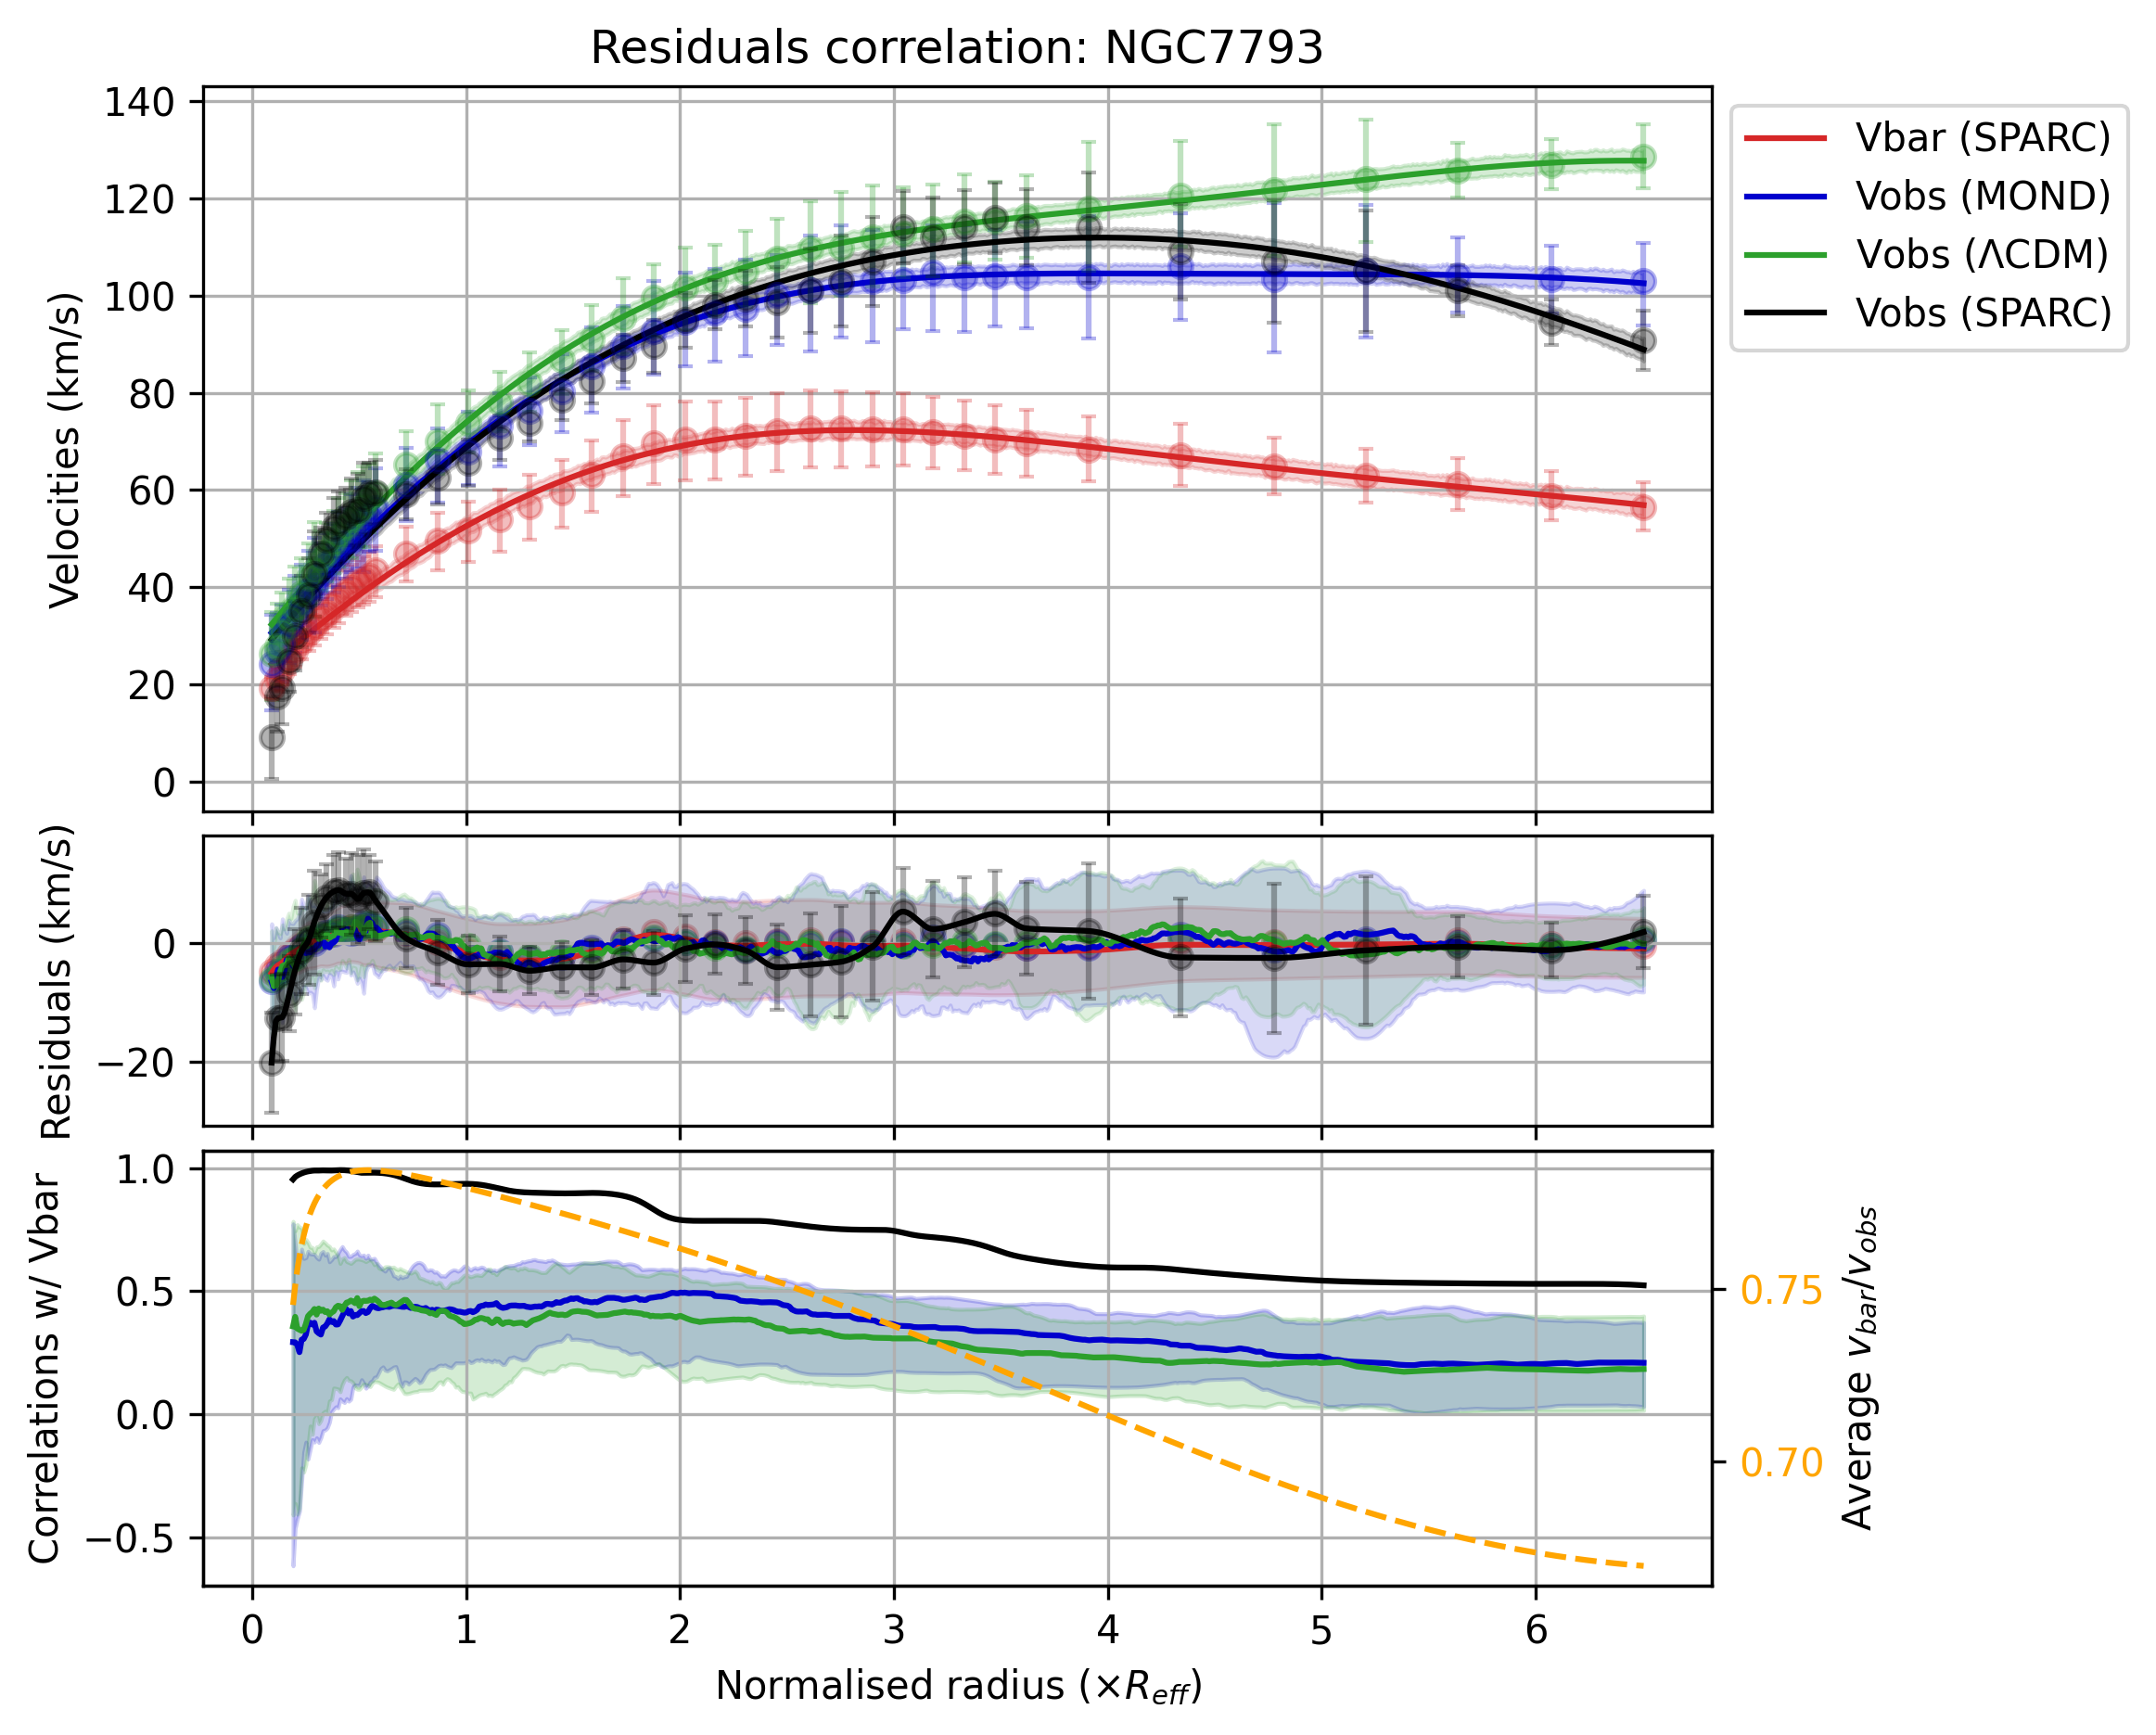 Residuals correlation: NGC7793
140
120
100
80
60
40
20
0
Velocities (km/s)
Vbar (SPARC)
Vobs (MOND)
Vobs (ΛCDM)
Vobs (SPARC)
0
−20
Residuals (km/s)
1.0
0.5
0.0
−0.5
Correlations w/ Vbar
0.75
0.70
Average v_bar/v_obs
0 1 2 3 4 5 6
Normalised radius (×R_eff)